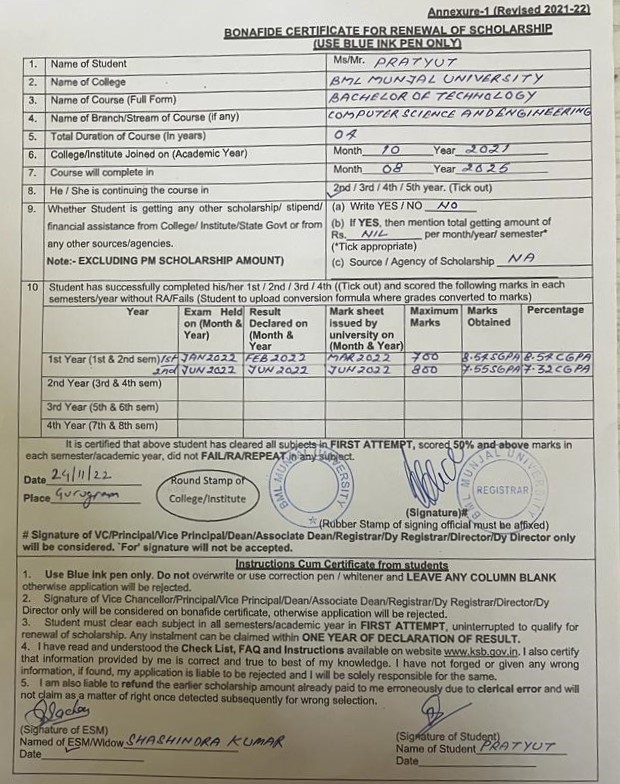 Annexure-1 (Revised 2021-22)
BONAFIDE CERTIFICATE FOR RENEWAL OF SCHOLARSHIP
(USE BLUE INK PEN ONLY)
1. Name of Student Ms/Mr. PRATYUT
2. Name of College BML MUNJAL UNIVERSITY
3. Name of Course (Full Form) BACHELOR OF TECHNOLOGY
4. Name of Branch/Stream of Course (if any) COMPUTER SCIENCE AND ENGINEERING
5. Total Duration of Course (in years) 04
6. College/Institute Joined on (Academic Year) Month 10 Year 2021
7. Course will complete in Month 08 Year 2025
8. He / She is continuing the course in 2nd / 3rd / 4th / 5th year. (Tick out)
9. Whether Student is getting any other scholarship/ stipend/ (a) Write YES / NO NO
financial assistance from College/ Institute/State Govt or from (b) If YES, then mention total getting amount of
any other sources/agencies. Rs. NIL per month/year/ semester*
(*Tick appropriate)
Note:- EXCLUDING PM SCHOLARSHIP AMOUNT) (c) Source / Agency of Scholarship NA
10 Student has successfully completed his/her 1st / 2nd / 3rd / 4th ((Tick out) and scored the following marks in each
semesters/year without RA/Fails (Student to upload conversion formula where grades converted to marks)
Year Exam Held on (Month & Year) Result Declared on (Month & Year Mark sheet issued by university on (Month & Year) Maximum Marks Marks Obtained Percentage
1st Year (1st & 2nd sem) 1st JAN 2022 FEB 2022 MAR 2022 700 8.54 SGPA 8.54 CGPA
2nd JUN 2022 JUN 2022 JUN 2022 800 7.55 SGPA 7.32 CGPA
2nd Year (3rd & 4th sem)
3rd Year (5th & 6th sem)
4th Year (7th & 8th sem)
It is certified that above student has cleared all subjects in FIRST ATTEMPT, scored 50% and above marks in
each semester/academic year, did not FAIL/RA/REPEAT in any subject.
Date 24/11/22
Place Gurugram
Round Stamp of
College/Institute
BML MUNJAL UNIVERSITY
BML MUNJAL UNIVERSITY
REGISTRAR
(Signature)#
(Rubber Stamp of signing official must be affixed)
# Signature of VC/Principal/Vice Principal/Dean/Associate Dean/Registrar/Dy Registrar/Director/Dy Director only
will be considered. 'For' signature will not be accepted.
Instructions Cum Certificate from students
1. Use Blue ink pen only. Do not overwrite or use correction pen / whitener and LEAVE ANY COLUMN BLANK
otherwise application will be rejected.
2. Signature of Vice Chancellor/Principal/Vice Principal/Dean/Associate Dean/Registrar/Dy Registrar/Director/Dy
Director only will be considered on bonafide certificate, otherwise application will be rejected.
3. Student must clear each subject in all semesters/academic year in FIRST ATTEMPT, uninterrupted to qualify for
renewal of scholarship. Any instalment can be claimed within ONE YEAR OF DECLARATION OF RESULT.
4. I have read and understood the Check List, FAQ and Instructions available on website www.ksb.gov.in. I also certify
that information provided by me is correct and true to best of my knowledge. I have not forged or given any wrong
information, if found, my application is liable to be rejected and I will be solely responsible for the same.
5. I am also liable to refund the earlier scholarship amount already paid to me erroneously due to clerical error and will
not claim as a matter of right once detected subsequently for wrong selection.
(Signature of ESM) (Signature of Student)
Named of ESM/Widow SHASHINDRA KUMAR Name of Student PRATYUT
Date Date